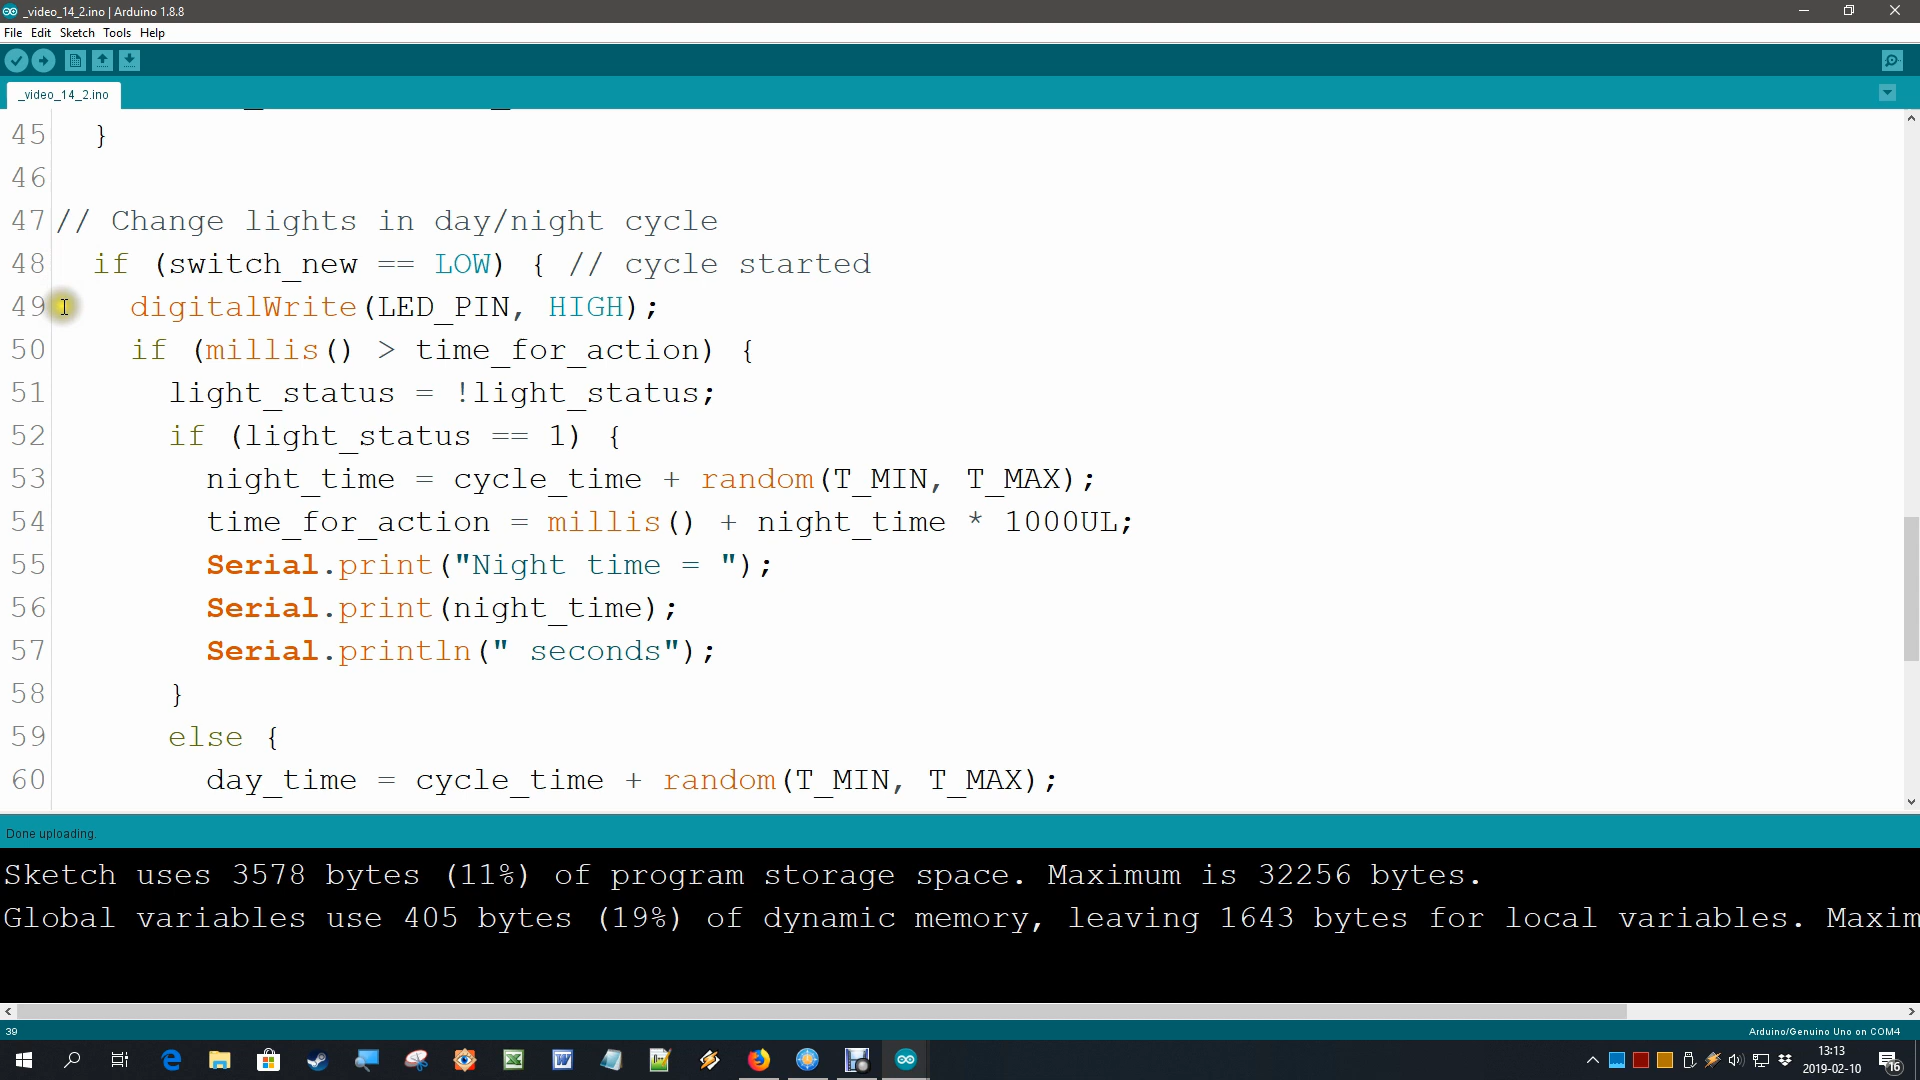 _video_14_2.ino | Arduino 1.8.8
File Edit Sketch Tools Help
_video_14_2.ino
45 }
46
47 // Change lights in day/night cycle
48 if (switch_new == LOW) { // cycle started
49 digitalWrite(LED_PIN, HIGH);
50 if (millis() > time_for_action) {
51 light_status = !light_status;
52 if (light_status == 1) {
53 night_time = cycle_time + random(T_MIN, T_MAX);
54 time_for_action = millis() + night_time * 1000UL;
55 Serial.print("Night time = ");
56 Serial.print(night_time);
57 Serial.println(" seconds");
58 }
59 else {
60 day_time = cycle_time + random(T_MIN, T_MAX);
Done uploading.
Sketch uses 3578 bytes (11%) of program storage space. Maximum is 32256 bytes.
Global variables use 405 bytes (19%) of dynamic memory, leaving 1643 bytes for local variables. Maxim
39 Arduino/Genuino Uno on COM4
13:13
2019-02-10
16